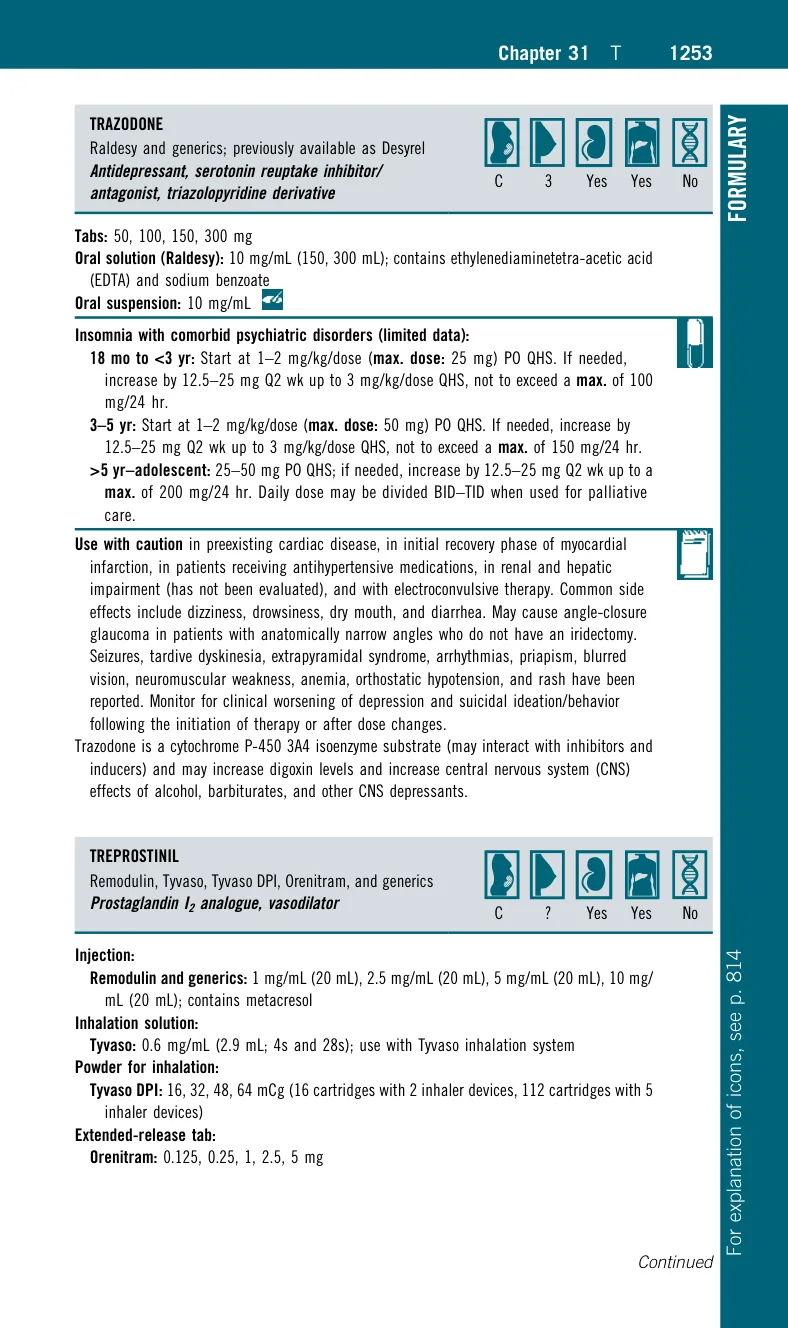 Chapter 31 T 1253
TRAZODONE
Raldesy and generics; previously available as Desyrel
Antidepressant, serotonin reuptake inhibitor/
antagonist, triazolopyridine derivative
C 3 Yes Yes No
FORMULARY
Tabs: 50, 100, 150, 300 mg
Oral solution (Raldesy): 10 mg/mL (150, 300 mL); contains ethylenediaminetetra-acetic acid
(EDTA) and sodium benzoate
Oral suspension: 10 mg/mL
Insomnia with comorbid psychiatric disorders (limited data):
18 mo to <3 yr: Start at 1–2 mg/kg/dose (max. dose: 25 mg) PO QHS. If needed,
increase by 12.5–25 mg Q2 wk up to 3 mg/kg/dose QHS, not to exceed a max. of 100
mg/24 hr.
3–5 yr: Start at 1–2 mg/kg/dose (max. dose: 50 mg) PO QHS. If needed, increase by
12.5–25 mg Q2 wk up to 3 mg/kg/dose QHS, not to exceed a max. of 150 mg/24 hr.
>5 yr–adolescent: 25–50 mg PO QHS; if needed, increase by 12.5–25 mg Q2 wk up to a
max. of 200 mg/24 hr. Daily dose may be divided BID–TID when used for palliative
care.
Use with caution in preexisting cardiac disease, in initial recovery phase of myocardial
infarction, in patients receiving antihypertensive medications, in renal and hepatic
impairment (has not been evaluated), and with electroconvulsive therapy. Common side
effects include dizziness, drowsiness, dry mouth, and diarrhea. May cause angle-closure
glaucoma in patients with anatomically narrow angles who do not have an iridectomy.
Seizures, tardive dyskinesia, extrapyramidal syndrome, arrhythmias, priapism, blurred
vision, neuromuscular weakness, anemia, orthostatic hypotension, and rash have been
reported. Monitor for clinical worsening of depression and suicidal ideation/behavior
following the initiation of therapy or after dose changes.
Trazodone is a cytochrome P-450 3A4 isoenzyme substrate (may interact with inhibitors and
inducers) and may increase digoxin levels and increase central nervous system (CNS)
effects of alcohol, barbiturates, and other CNS depressants.
TREPROSTINIL
Remodulin, Tyvaso, Tyvaso DPI, Orenitram, and generics
Prostaglandin I2 analogue, vasodilator
C ? Yes Yes No
Injection:
Remodulin and generics: 1 mg/mL (20 mL), 2.5 mg/mL (20 mL), 5 mg/mL (20 mL), 10 mg/
mL (20 mL); contains metacresol
Inhalation solution:
Tyvaso: 0.6 mg/mL (2.9 mL; 4s and 28s); use with Tyvaso inhalation system
Powder for inhalation:
Tyvaso DPI: 16, 32, 48, 64 mCg (16 cartridges with 2 inhaler devices, 112 cartridges with 5
inhaler devices)
Extended-release tab:
Orenitram: 0.125, 0.25, 1, 2.5, 5 mg
For explanation of icons, see p. 814
Continued